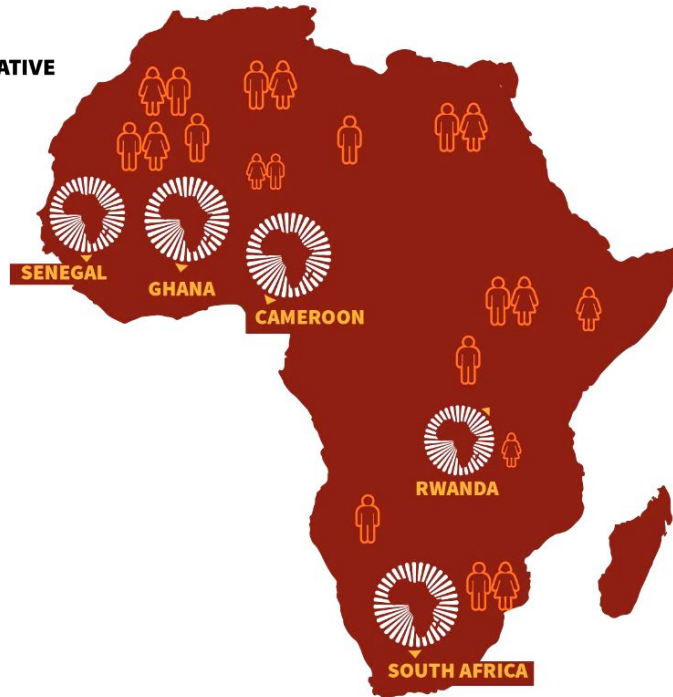 ATIVE
SENEGAL
GHANA
CAMEROON
RWANDA
SOUTH AFRICA